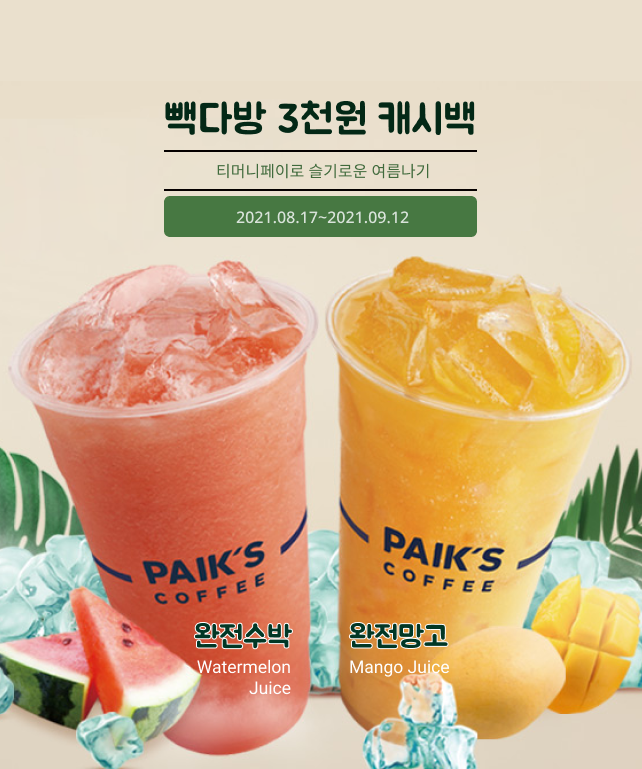 빽다방 3천원 캐시백
티머니페이로 슬기로운 여름나기
2021.08.17~2021.09.12
PAIK'S
COFFEE
PAIK'S
COFFEE
완전수박
Watermelon
Juice
완전망고
Mango Juice